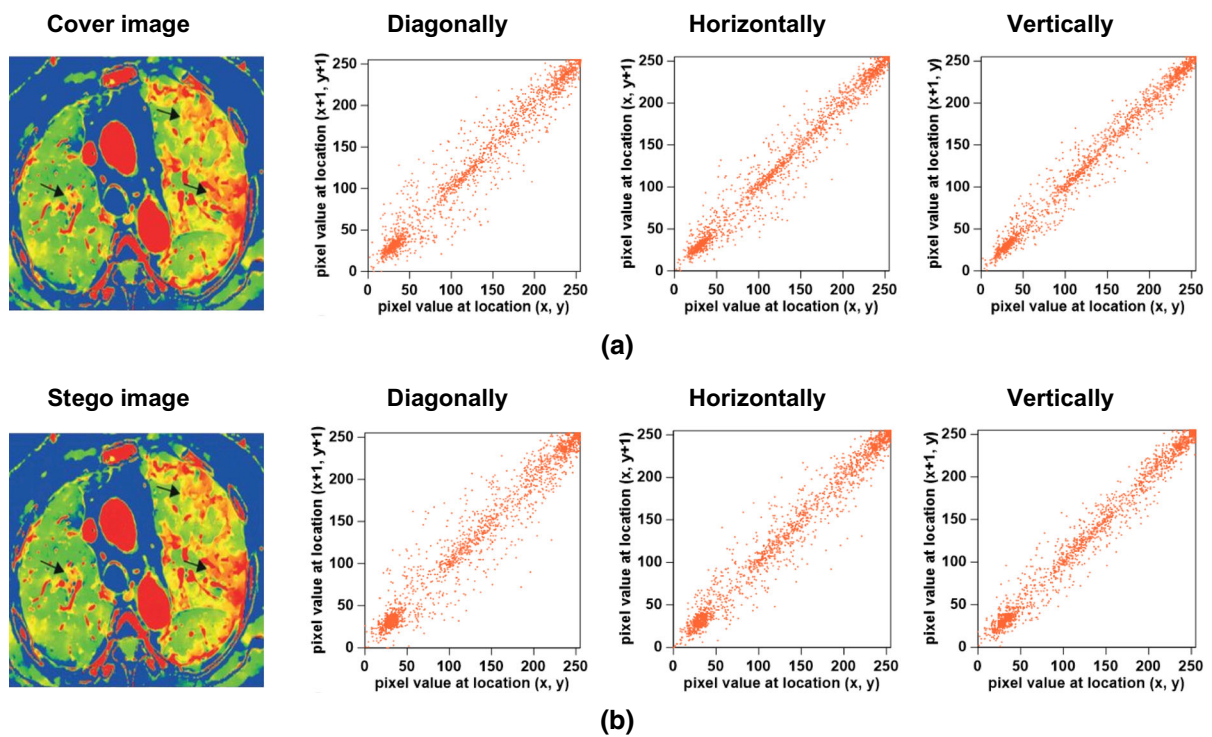 Cover image
Diagonally
Horizontally
Vertically
pixel value at location (x+1, y+1)
250
200
150
100
50
0
0 50 100 150 200 250
pixel value at location (x, y)
pixel value at location (x, y+1)
250
200
150
100
50
0
0 50 100 150 200 250
pixel value at location (x, y)
pixel value at location (x+1, y)
250
200
150
100
50
0
0 50 100 150 200 250
pixel value at location (x, y)
(a)
Stego image
Diagonally
Horizontally
Vertically
pixel value at location (x+1, y+1)
250
200
150
100
50
0
0 50 100 150 200 250
pixel value at location (x, y)
pixel value at location (x, y+1)
250
200
150
100
50
0
0 50 100 150 200 250
pixel value at location (x, y)
pixel value at location (x+1, y)
250
200
150
100
50
0
0 50 100 150 200 250
pixel value at location (x, y)
(b)